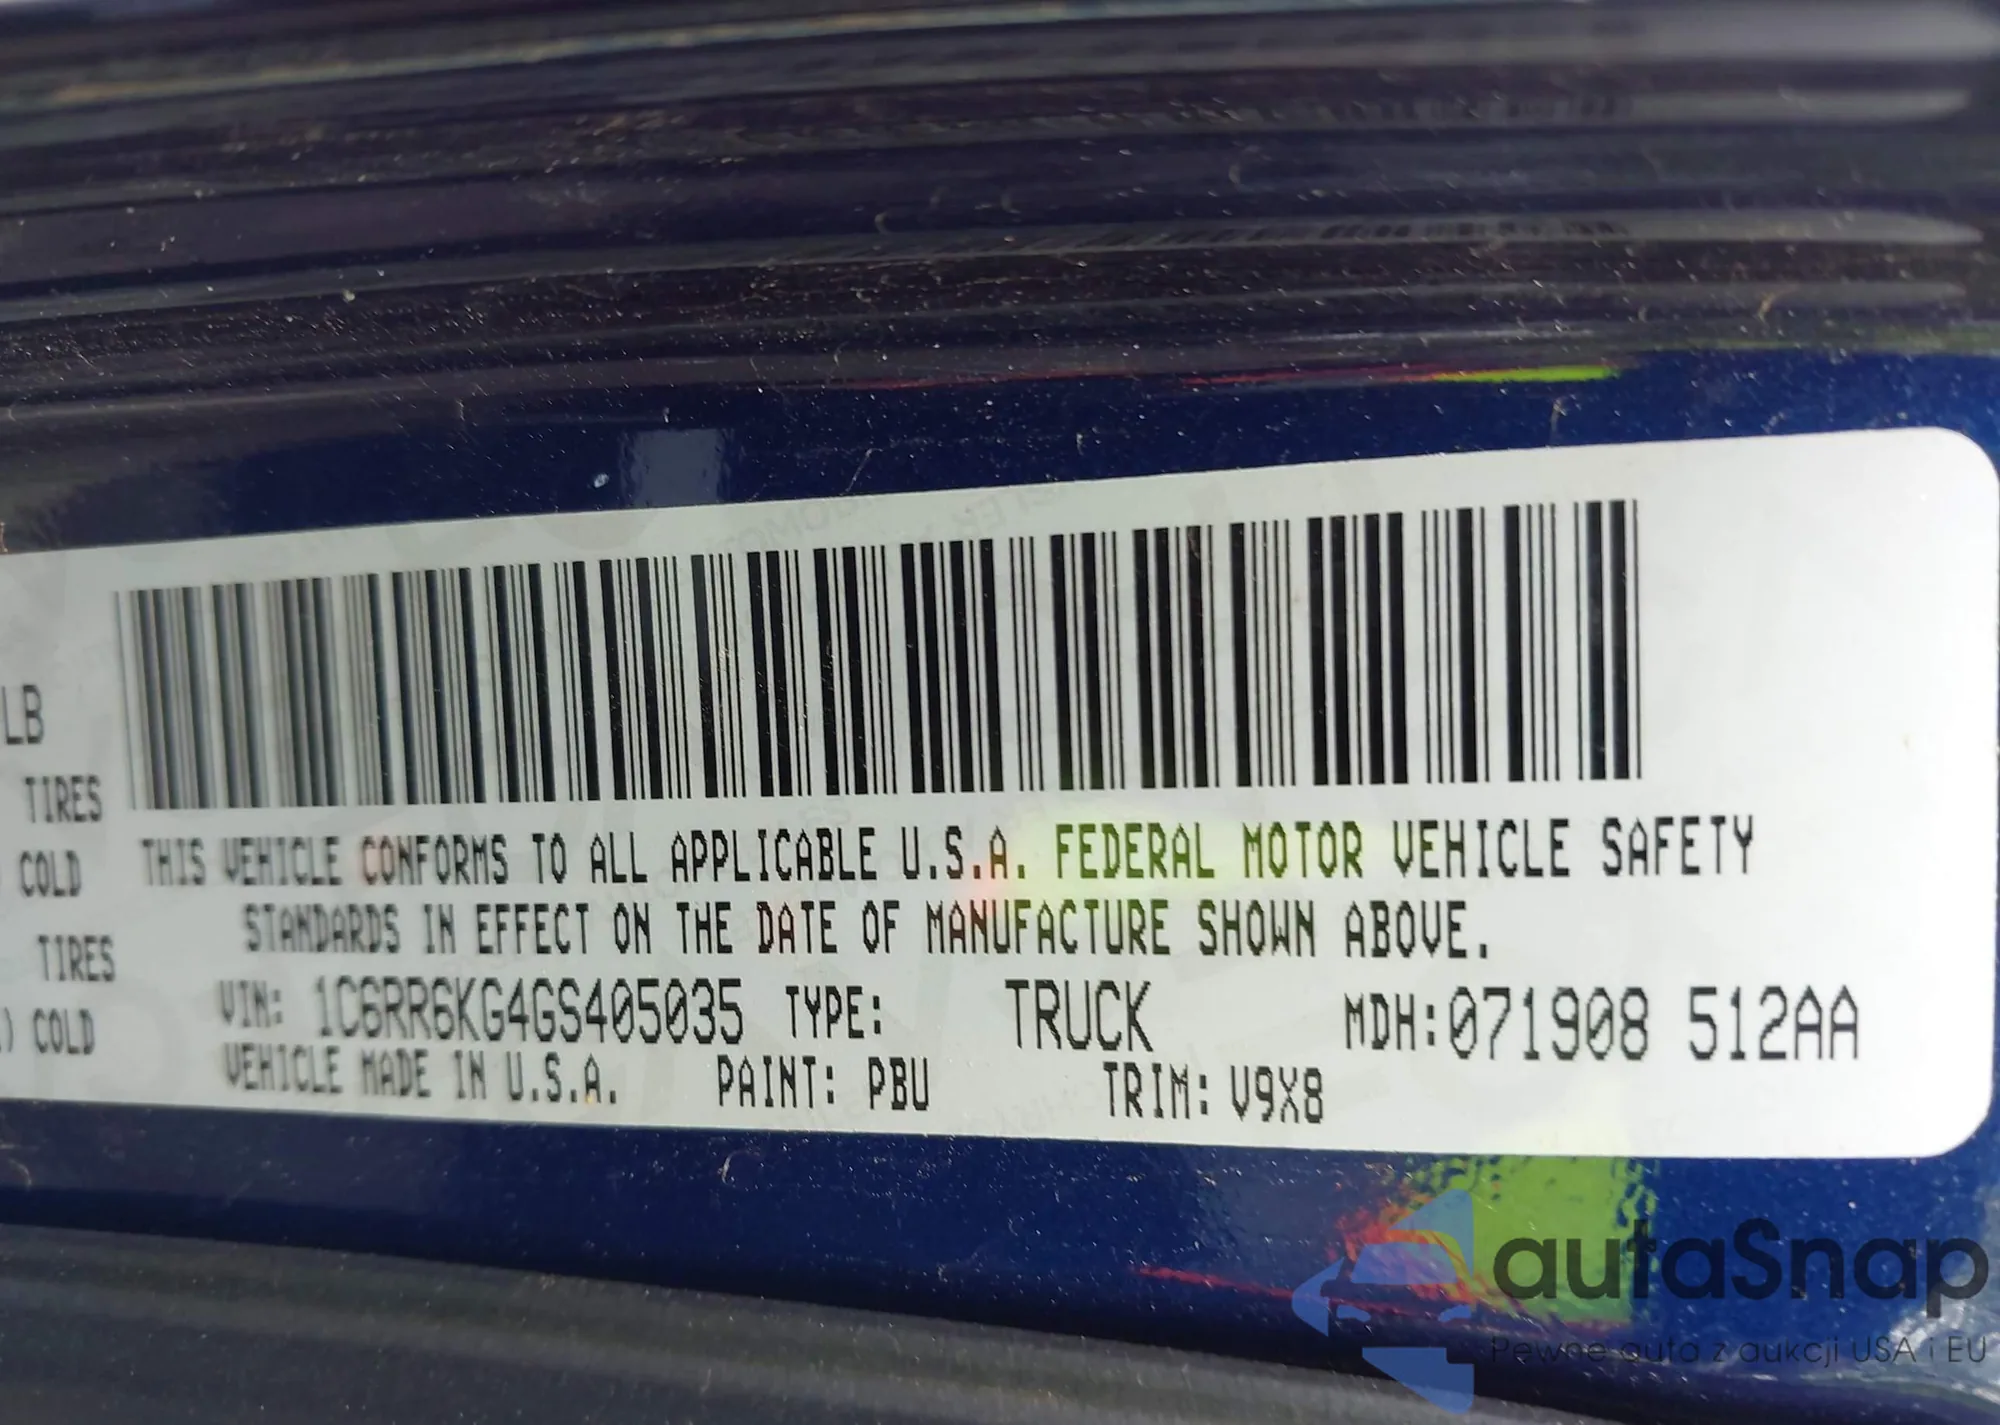 LB
TIRES
COLD
TIRES
) COLD
THIS VEHICLE CONFORMS TO ALL APPLICABLE U.S.A. FEDERAL MOTOR VEHICLE SAFETY
STANDARDS IN EFFECT ON THE DATE OF MANUFACTURE SHOWN ABOVE.
VIN: 1C6RR6KG4GS405035 TYPE: TRUCK MDH:071908 512AA
VEHICLE MADE IN U.S.A. PAINT: PBU TRIM: V9X8
autaSnap
Pewne auta z aukcji USA i EU